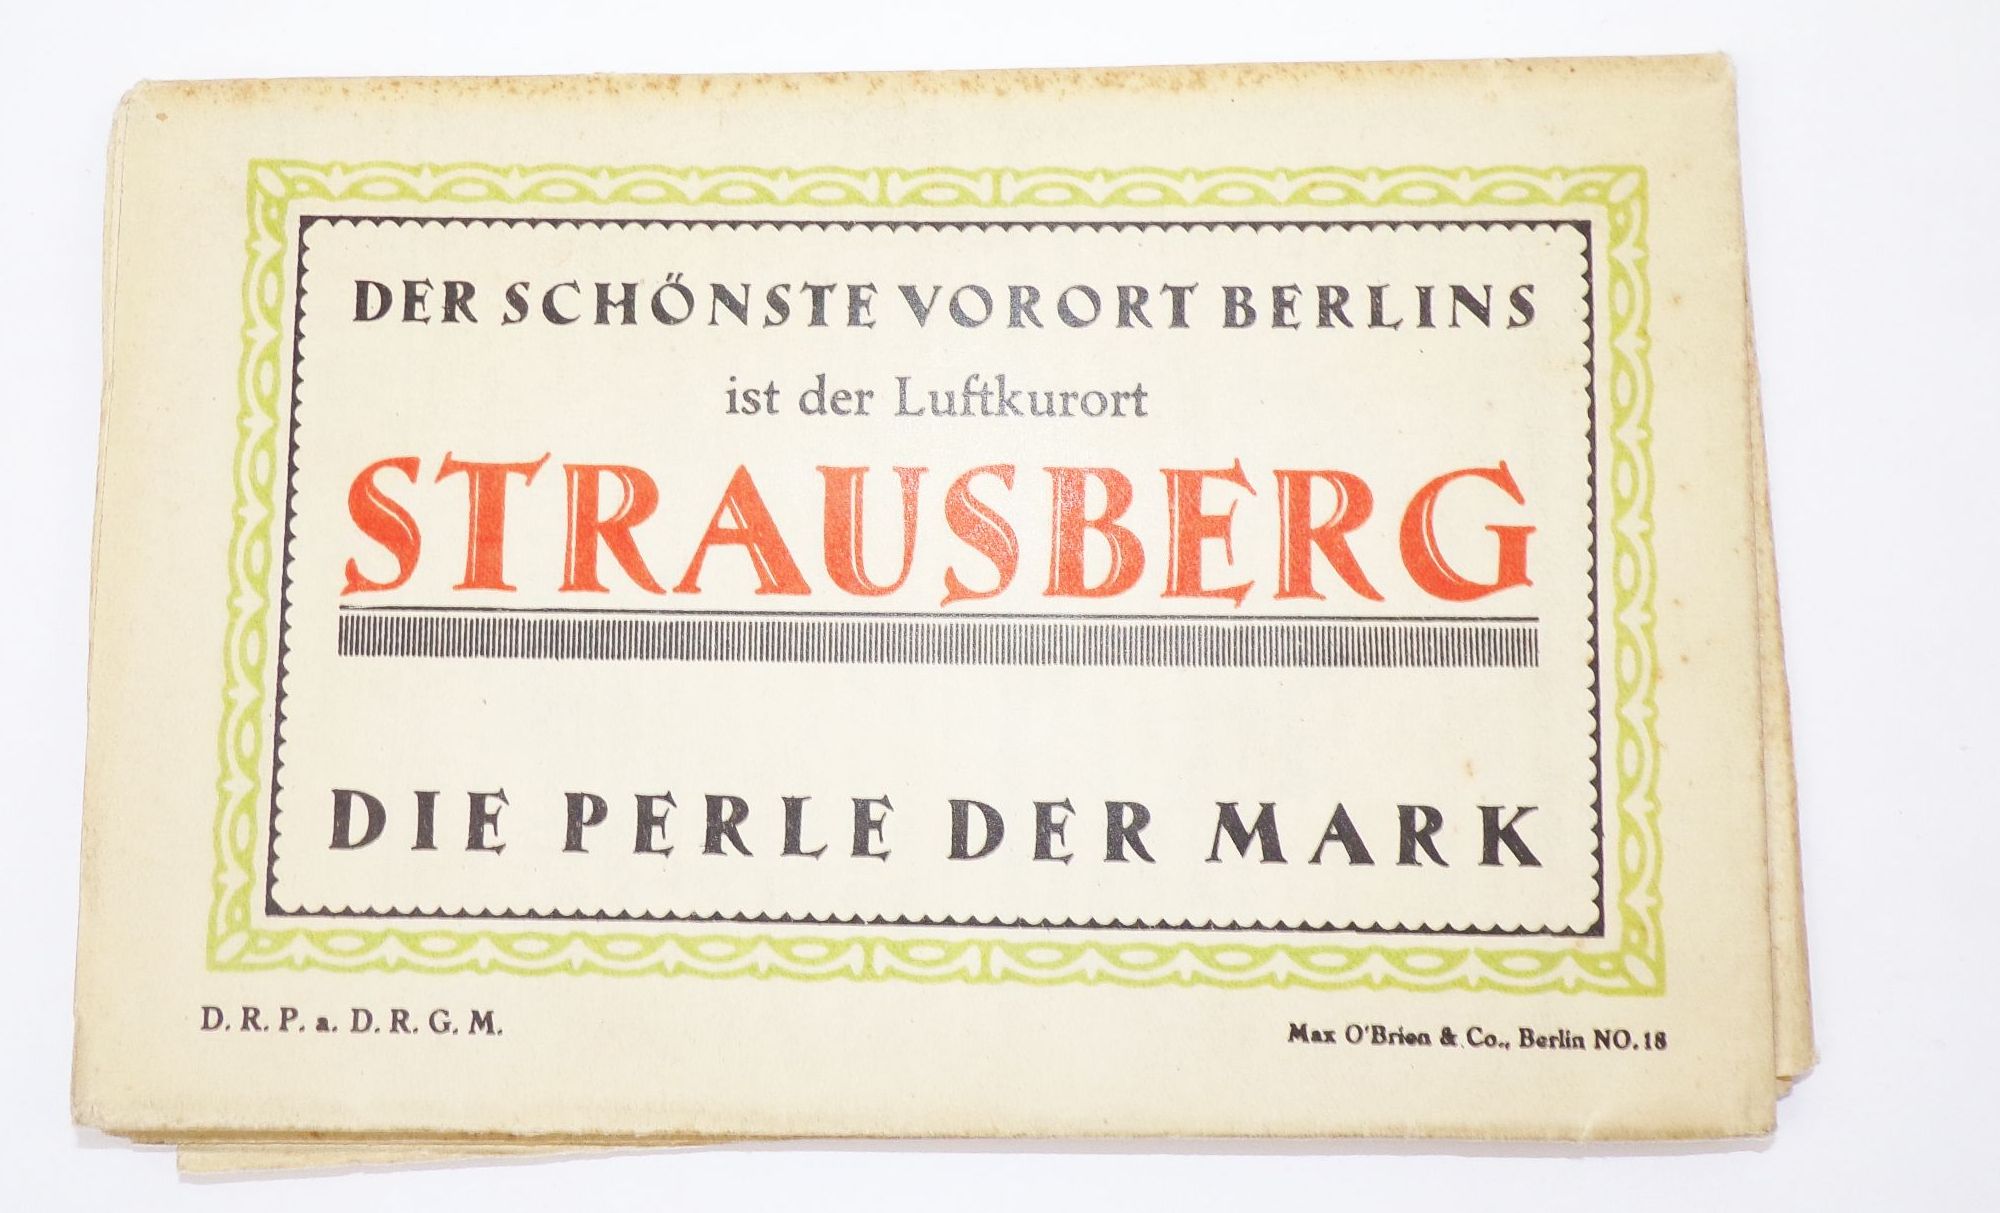 DER SCHÖNSTE VORORT BERLINS
ist der Luftkurort
STRAUSBERG
DIE PERLE DER MARK
D. R. P. a. D. R. G. M.
Max O'Brien & Co., Berlin NO. 18